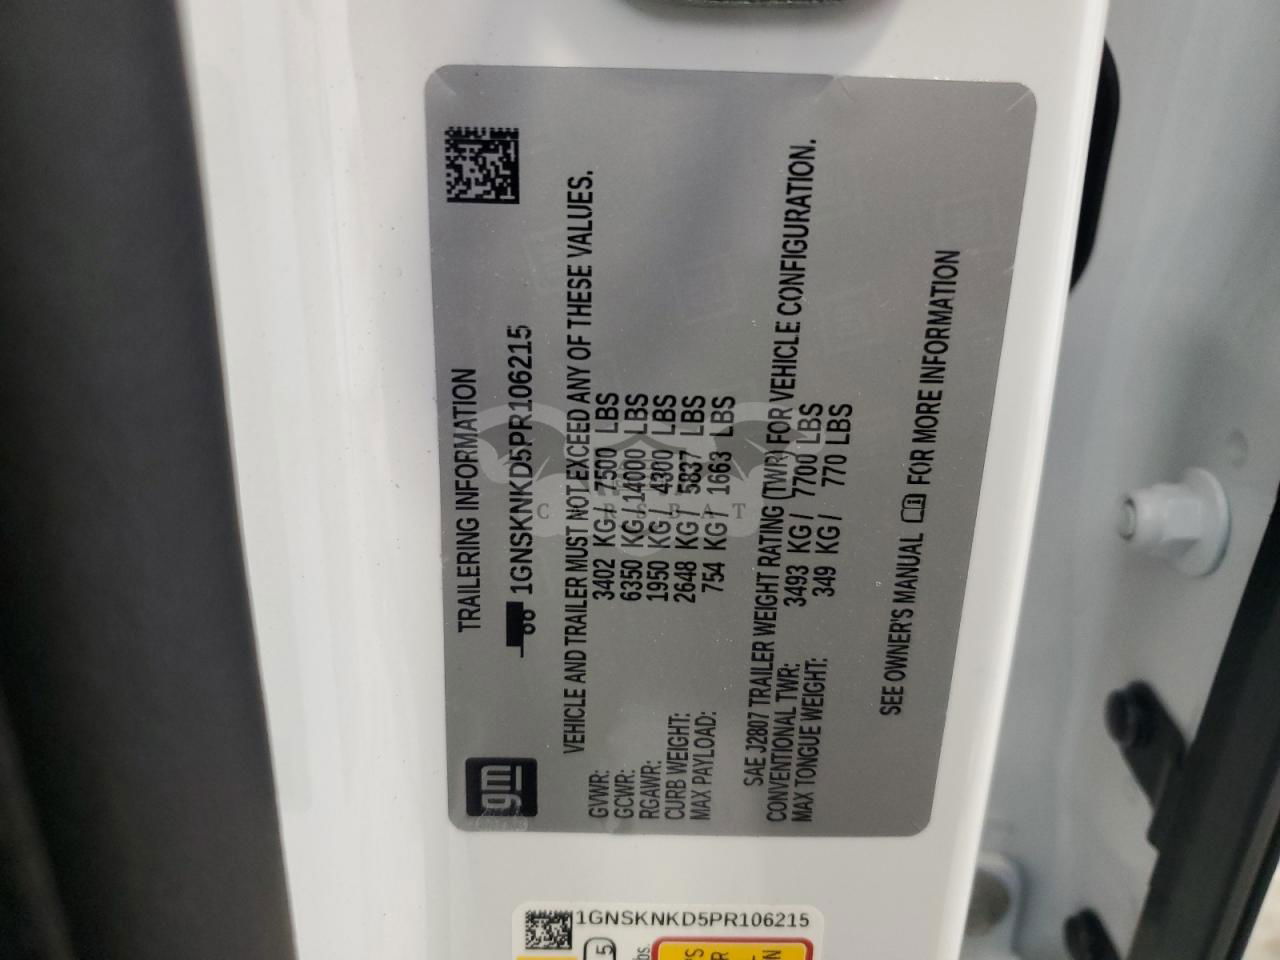 TRAILERING INFORMATION
1GNSKNKD5PR106215
VEHICLE AND TRAILER MUST NOT EXCEED ANY OF THESE VALUES.
GVWR: 3402 KG / 7500 LBS
GCWR: 6350 KG / 14000 LBS
RGAWR: 1950 KG / 4300 LBS
CURB WEIGHT: 2648 KG / 5837 LBS
MAX PAYLOAD: 754 KG / 1663 LBS
SAE J2807 TRAILER WEIGHT RATING (TWR) FOR VEHICLE CONFIGURATION.
CONVENTIONAL TWR: 3493 KG / 7700 LBS
MAX TONGUE WEIGHT: 349 KG / 770 LBS
SEE OWNER'S MANUAL FOR MORE INFORMATION
gm
CARSBAT
1GNSKNKD5PR106215